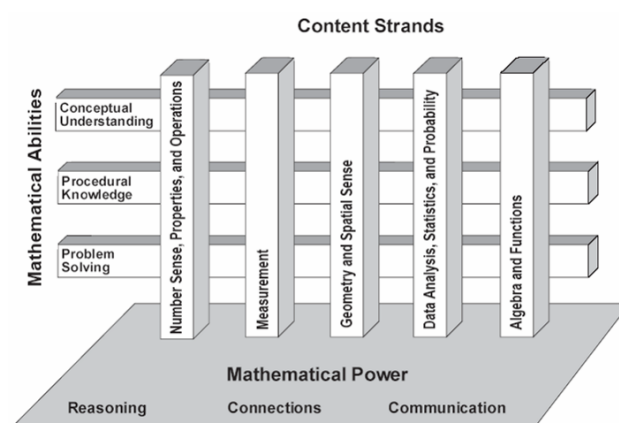 Content Strands
Mathematical Abilities
Conceptual
Understanding
Procedural
Knowledge
Problem
Solving
Number Sense, Properties, and Operations
Measurement
Geometry and Spatial Sense
Data Analysis, Statistics, and Probability
Algebra and Functions
Mathematical Power
Reasoning Connections Communication